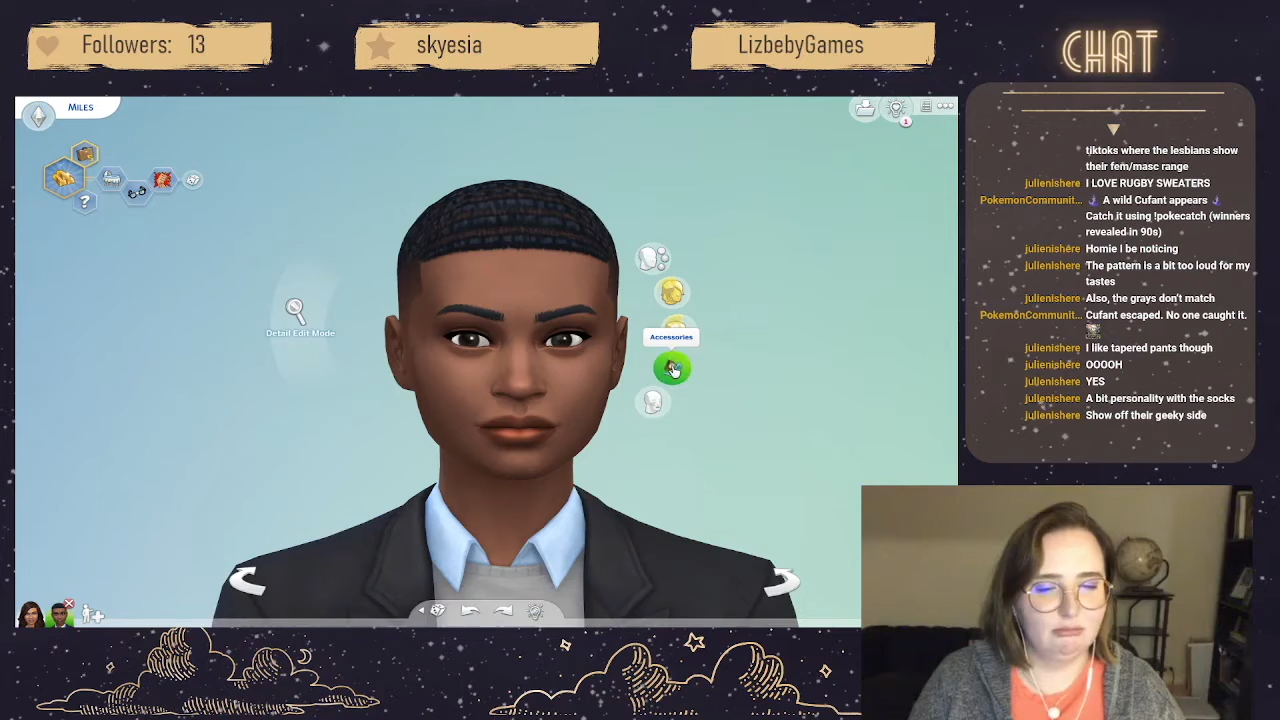 Followers: 13
skyesia
LizbebyGames
CHAT
MILES
1
?
Detail Edit Mode
Accessories
tiktoks where the lesbians show
their fem/masc range
julienishere I LOVE RUGBY SWEATERS
PokemonCommunit... A wild Cufant appears
Catch it using !pokecatch (winners
revealed in 90s)
julienishere Homie I be noticing
julienishere The pattern is a bit too loud for my
tastes
julienishere Also, the grays don't match
PokemonCommunit... Cufant escaped. No one caught it.
julienishere I like tapered pants though
julienishere OOOOH
julienishere YES
julienishere A bit personality with the socks
julienishere Show off their geeky side